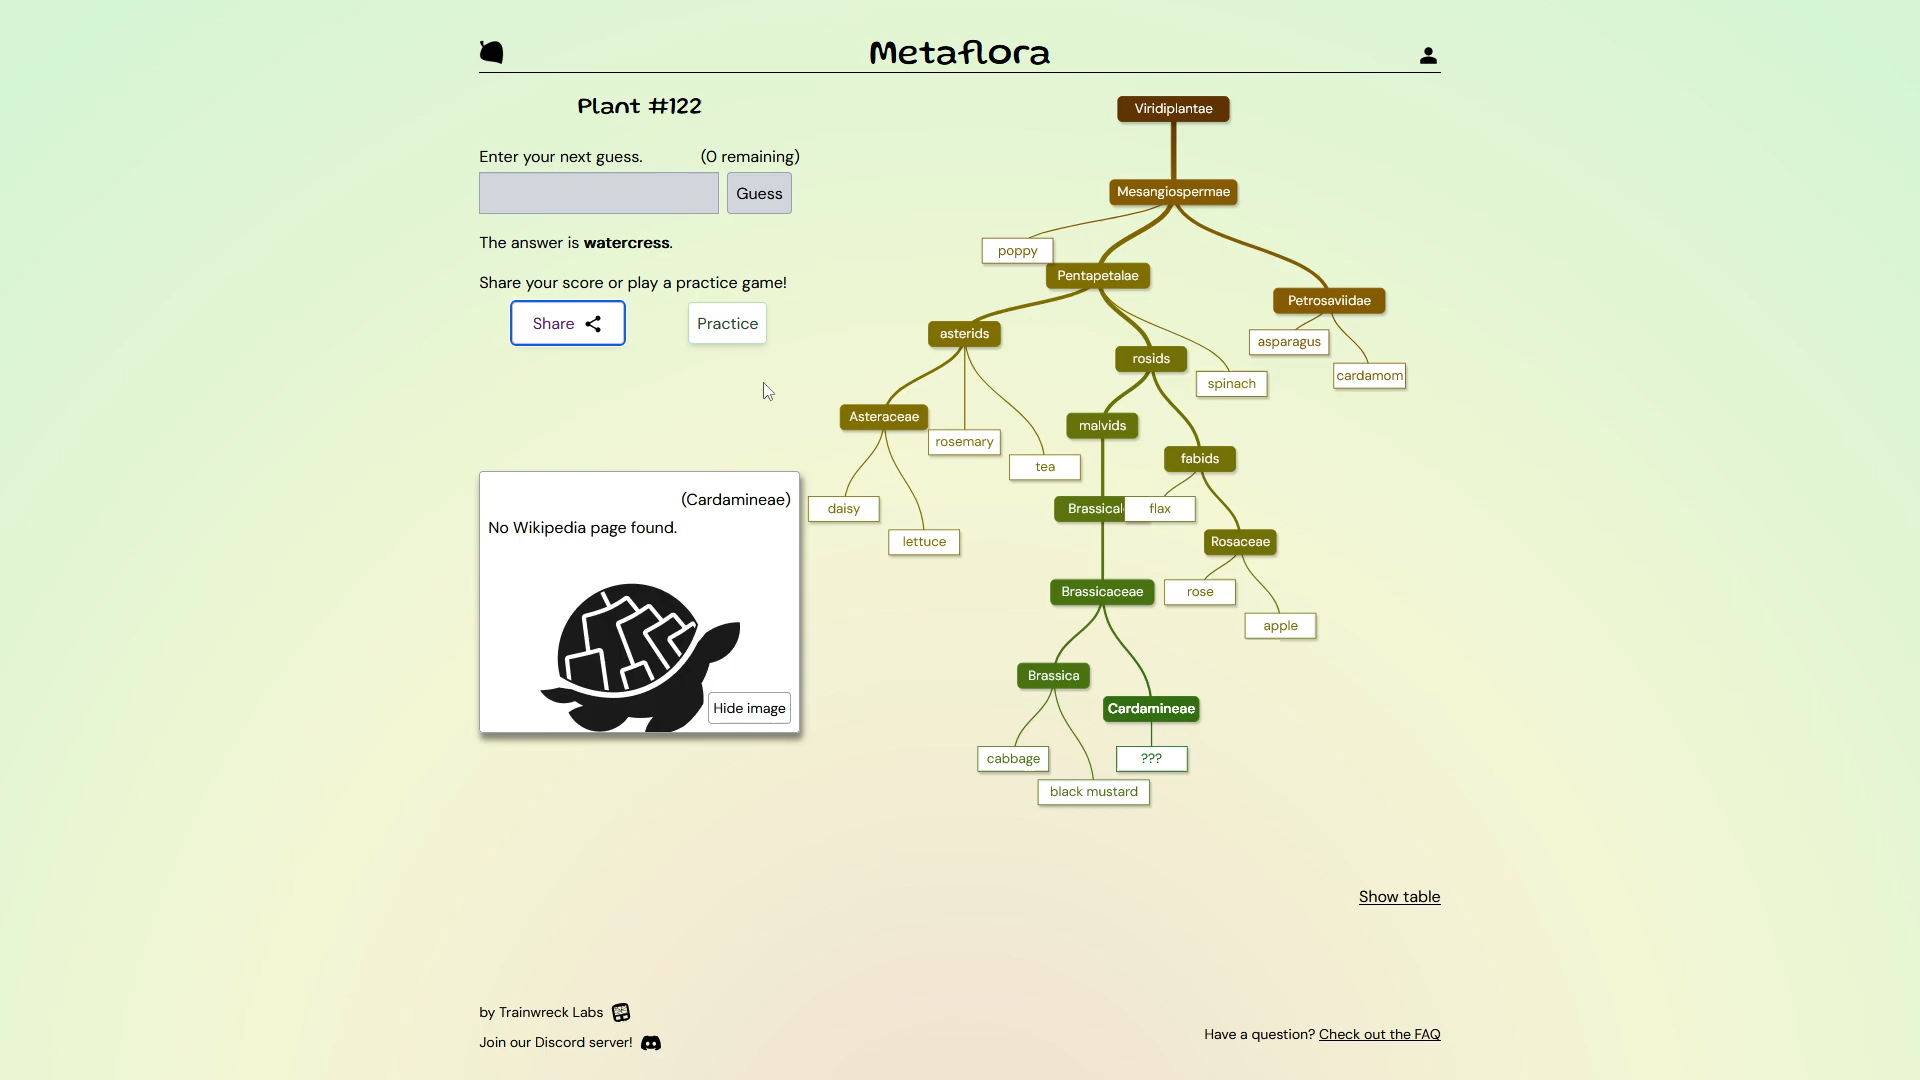 Metaflora
Plant #122
Enter your next guess. (0 remaining)
Guess
The answer is watercress.
Share your score or play a practice game!
Share
Practice
(Cardamineae)
No Wikipedia page found.
Hide image
Viridiplantae
Mesangiospermae
poppy
Pentapetalae
Petrosaviidae
asterids
asparagus
rosids
cardamom
spinach
Asteraceae
malvids
rosemary
fabids
tea
daisy
Brassical
flax
lettuce
Rosaceae
Brassicaceae
rose
apple
Brassica
Cardamineae
cabbage
???
black mustard
Show table
by Trainwreck Labs
Join our Discord server!
Have a question? Check out the FAQ